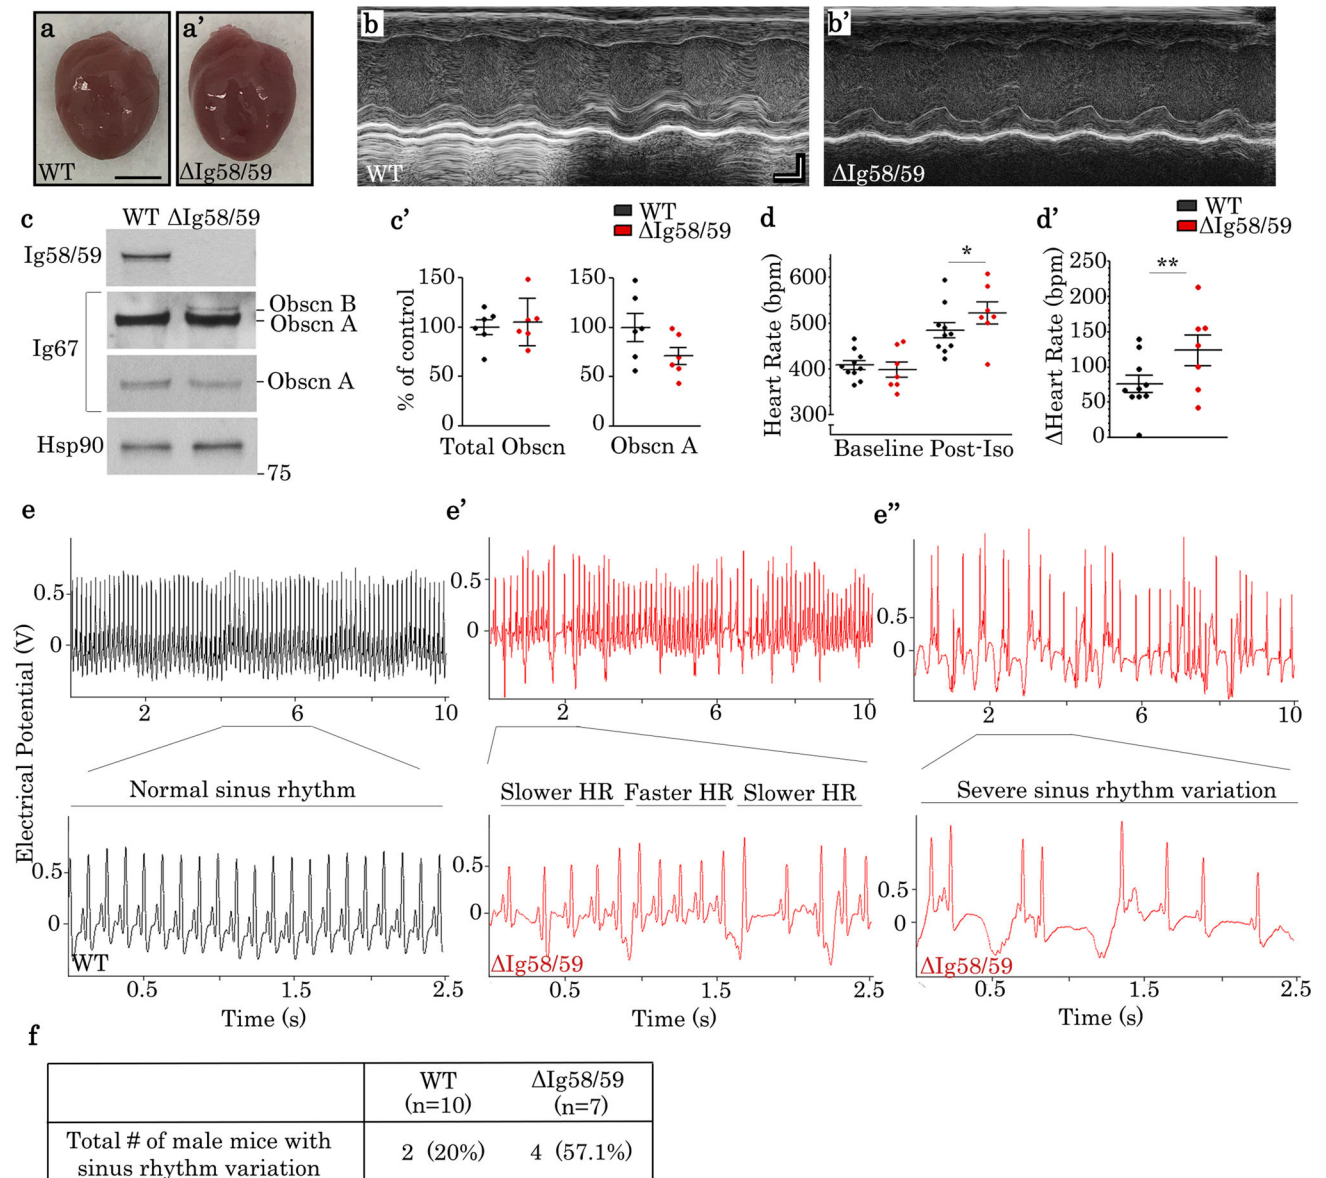 a
a'
WT
ΔIg58/59
b
b'
WT
ΔIg58/59
c
WT ΔIg58/59
Ig58/59
Obscn B
Obscn A
Ig67
Obscn A
Hsp90
75
c'
WT
ΔIg58/59
% of control
150
100
50
0
Total Obscn
150
100
50
0
Obscn A
d
WT
ΔIg58/59
Heart Rate (bpm)
600
500
400
300
*
Baseline Post-Iso
d'
WT
ΔIg58/59
ΔHeart Rate (bpm)
250
200
150
100
50
0
**
e
e'
e"
Electrical Potential (V)
0.5
0
2 6 10
0.5
0
2 6 10
0.5
0
2 6 10
Normal sinus rhythm
0.5
0
WT
0.5 1.5 2.5
Time (s)
Slower HR Faster HR Slower HR
0.5
0
ΔIg58/59
0.5 1.5 2.5
Time (s)
Severe sinus rhythm variation
0.5
0
ΔIg58/59
0.5 1.5 2.5
Time (s)
f
WT ΔIg58/59
(n=10) (n=7)
Total # of male mice with
sinus rhythm variation
2 (20%) 4 (57.1%)